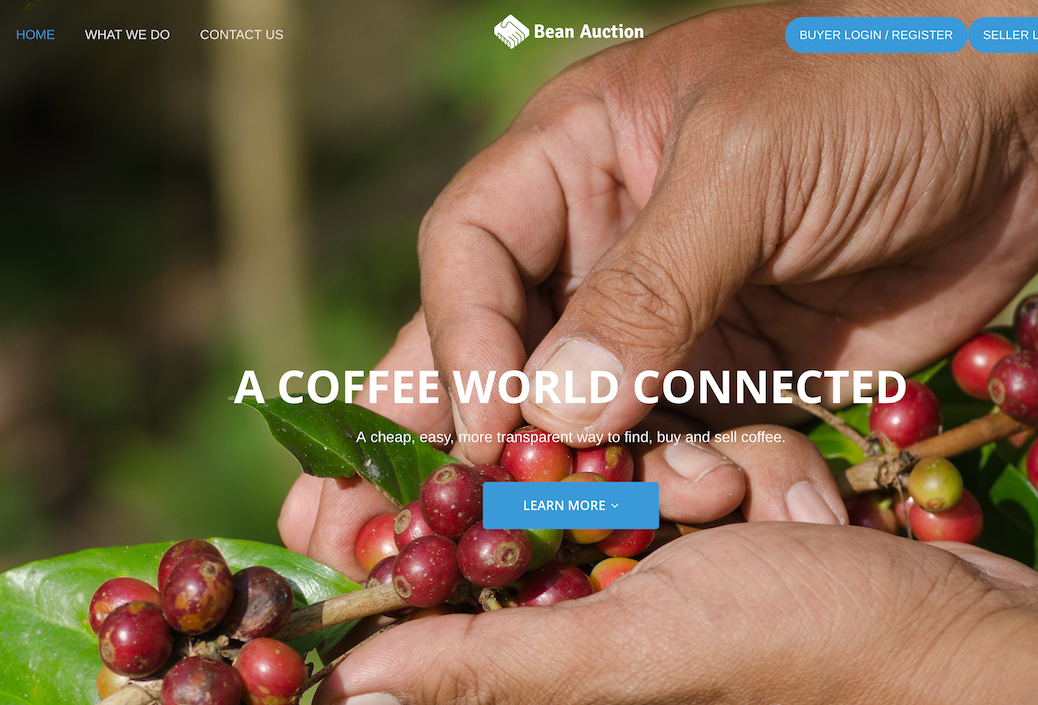 HOME
WHAT WE DO
CONTACT US
Bean Auction
BUYER LOGIN / REGISTER
SELLER L
A COFFEE WORLD CONNECTED
A cheap, easy, more transparent way to find, buy and sell coffee.
LEARN MORE